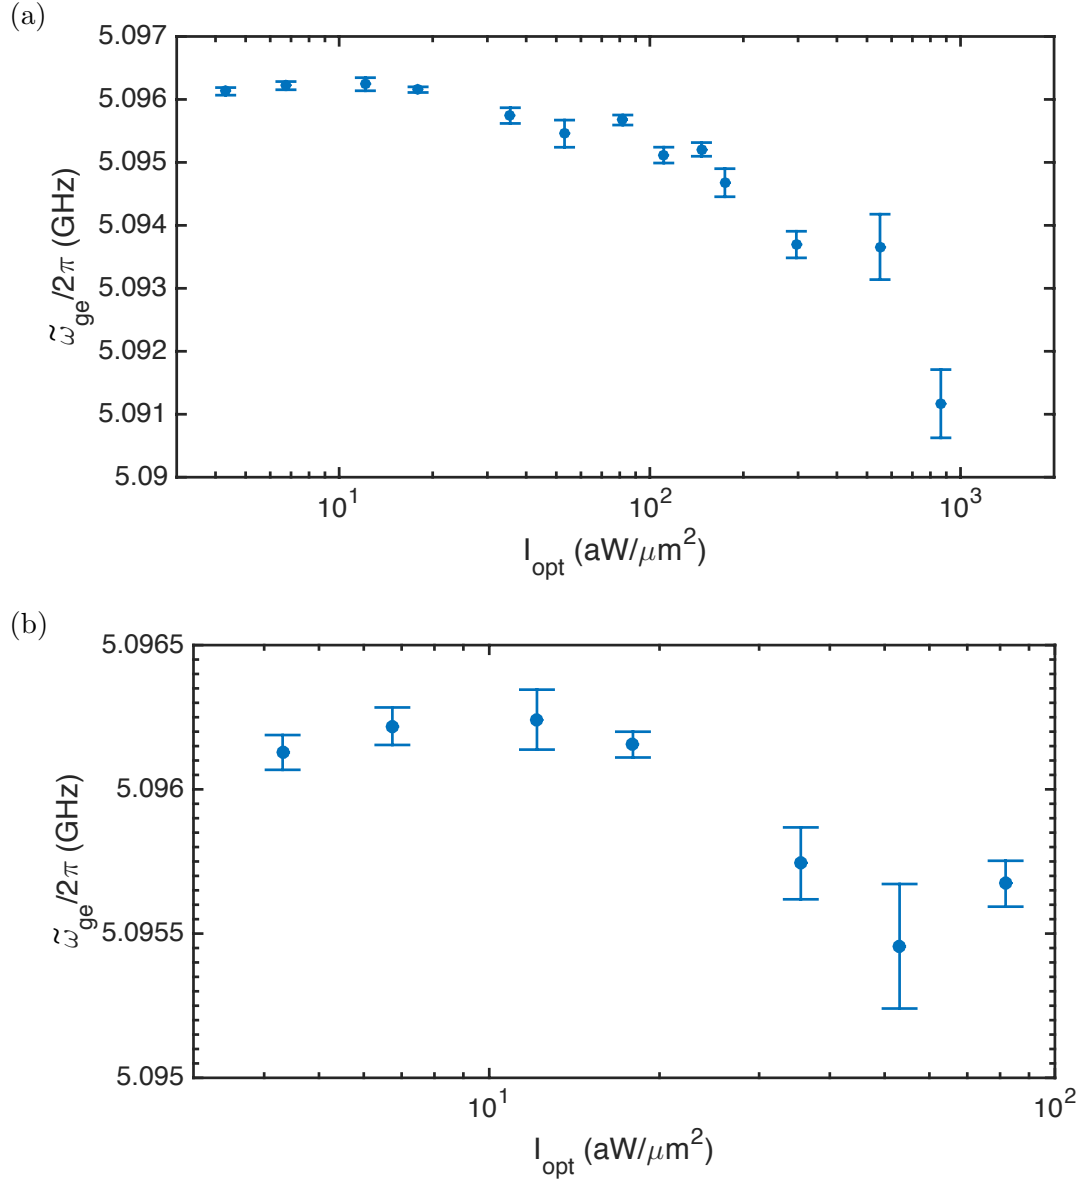 (a)
5.097
5.096
5.095
5.094
5.093
5.092
5.091
5.09
ω̃ge/2π (GHz)
10¹ 10² 10³
Iopt (aW/μm²)
(b)
5.0965
5.096
5.0955
5.095
ω̃ge/2π (GHz)
10¹ 10²
Iopt (aW/μm²)